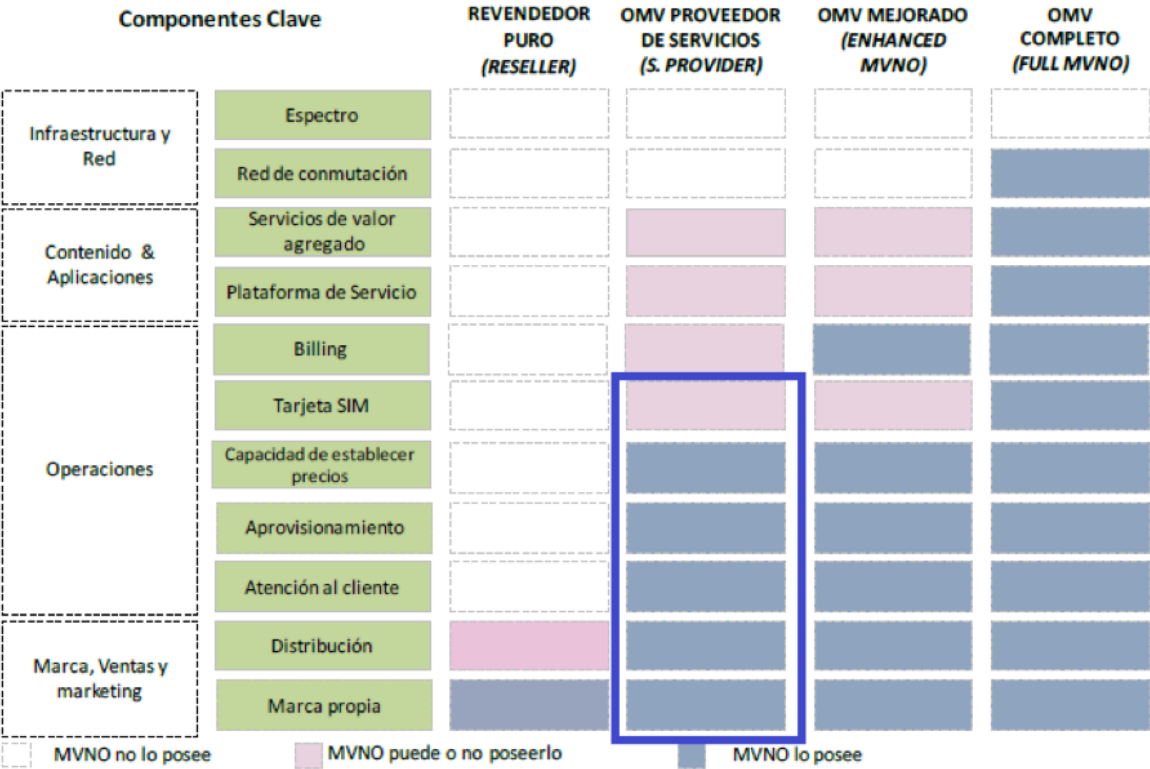 Componentes Clave
REVENDEDOR
PURO
(RESELLER)
OMV PROVEEDOR
DE SERVICIOS
(S. PROVIDER)
OMV MEJORADO
(ENHANCED
MVNO)
OMV
COMPLETO
(FULL MVNO)
Infraestructura y
Red
Espectro
Red de conmutación
Contenido &
Aplicaciones
Servicios de valor
agregado
Plataforma de Servicio
Operaciones
Billing
Tarjeta SIM
Capacidad de establecer
precios
Aprovisionamiento
Atención al cliente
Marca, Ventas y
marketing
Distribución
Marca propia
MVNO no lo posee
MVNO puede o no poseerlo
MVNO lo posee